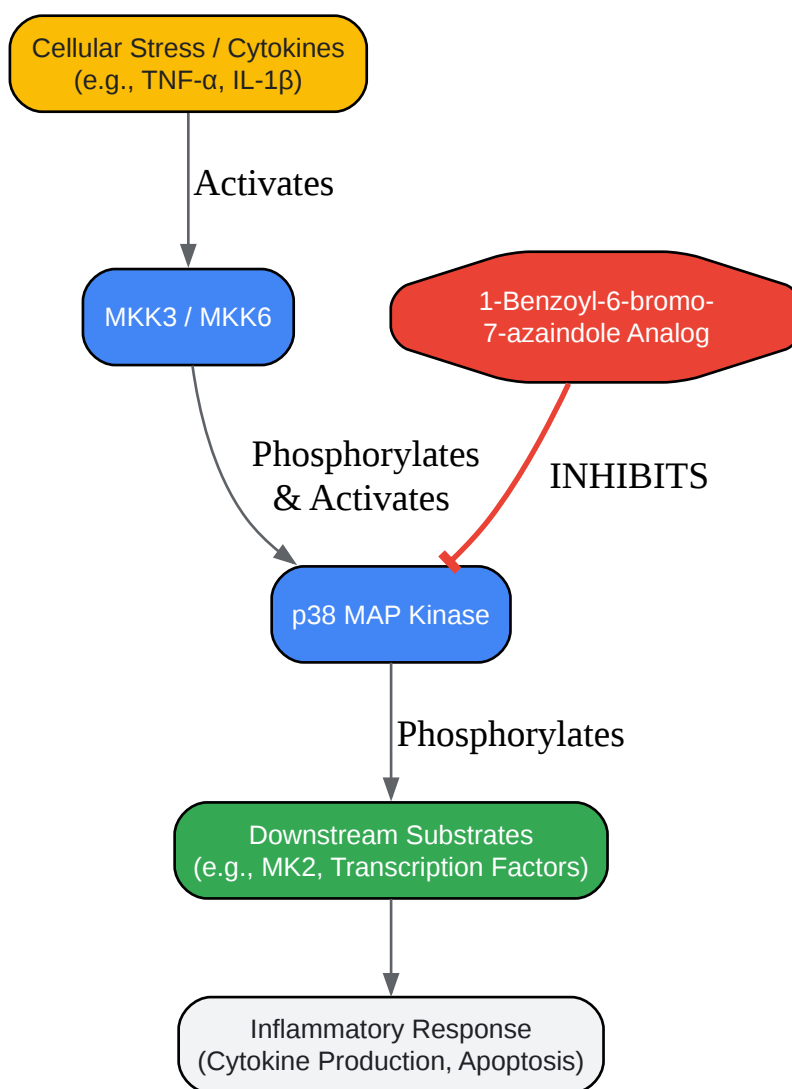 Cellular Stress / Cytokines
(e.g., TNF-α, IL-1β)
Activates
MKK3 / MKK6
1-Benzoyl-6-bromo-
7-azaindole Analog
Phosphorylates
& Activates
INHIBITS
p38 MAP Kinase
Phosphorylates
Downstream Substrates
(e.g., MK2, Transcription Factors)
Inflammatory Response
(Cytokine Production, Apoptosis)